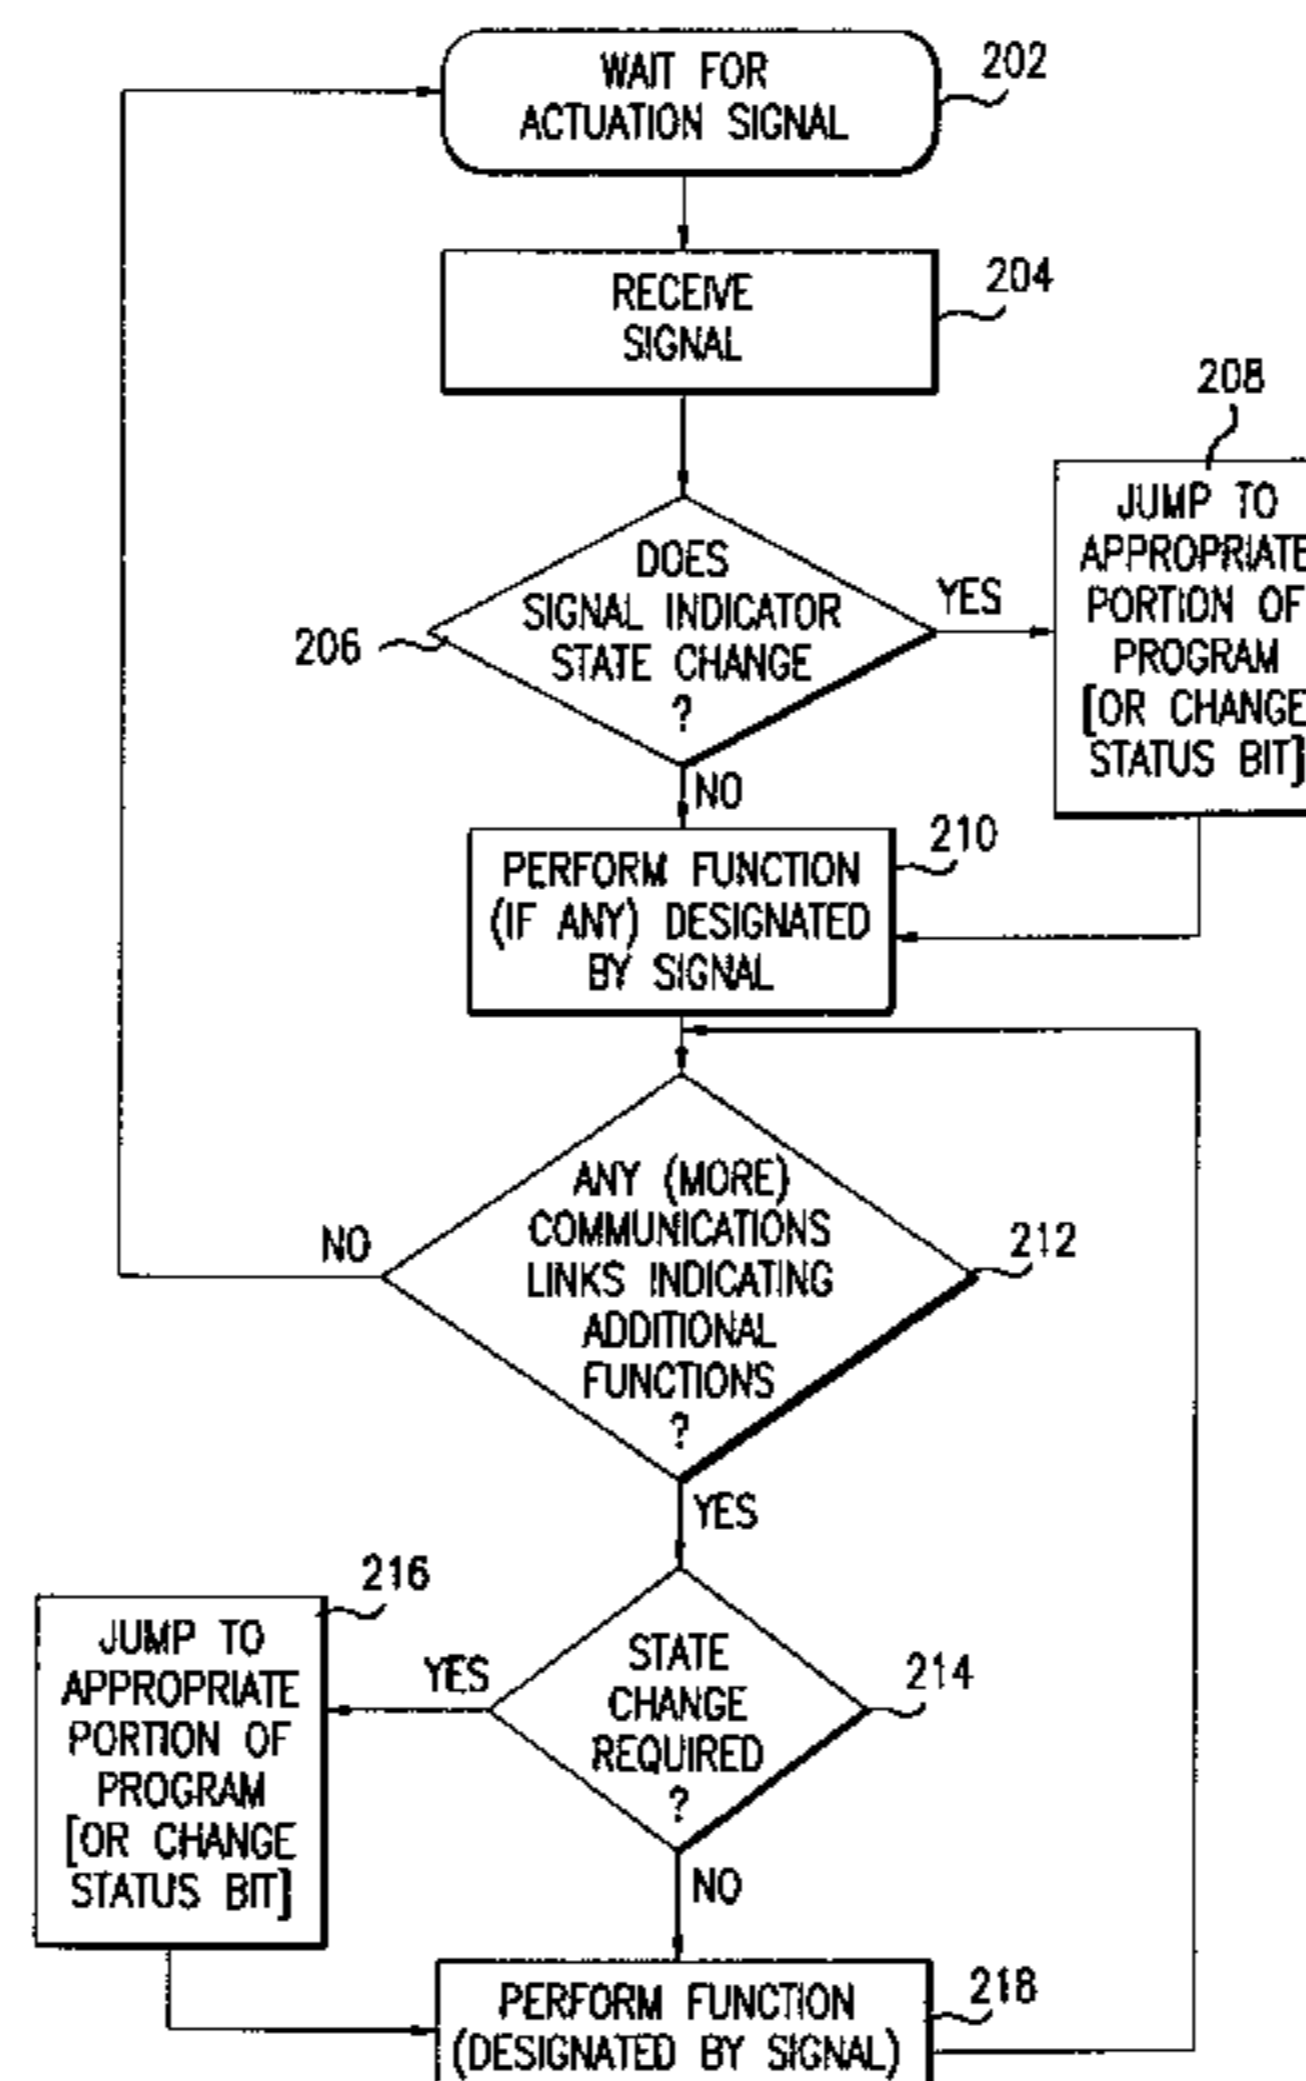 WAIT FOR
ACTUATION SIGNAL
202
RECEIVE
SIGNAL
204
208
JUMP TO
APPROPRIATE
PORTION OF
PROGRAM
[OR CHANGE
STATUS BIT]
DOES
SIGNAL INDICATOR
STATE CHANGE
?
YES
206
NO
210
PERFORM FUNCTION
(IF ANY) DESIGNATED
BY SIGNAL
ANY (MORE)
COMMUNICATIONS
LINKS INDICATING
ADDITIONAL
FUNCTIONS
?
NO
212
YES
216
JUMP TO
APPROPRIATE
PORTION OF
PROGRAM
[OR CHANGE
STATUS BIT]
YES
STATE
CHANGE
REQUIRED
?
214
NO
PERFORM FUNCTION
(DESIGNATED BY SIGNAL)
218